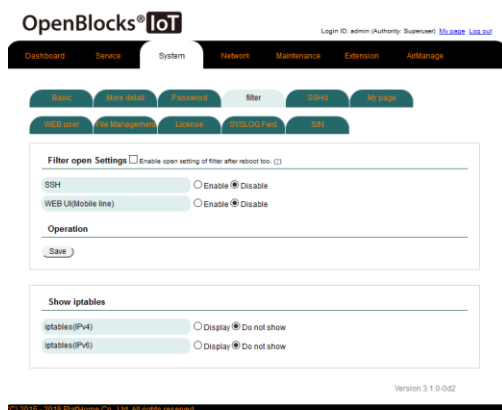 OpenBlocks® IoT
Login ID: admin (Authority: Superuser) My page Log out
Dashboard Service System Network Maintenance Extension AirManage
Basic More detail Password filter SSHd My page
WEB user File Management License SYSLOG Fwd. S/N
Filter open Settings Enable open setting of filter after reboot too. (?)
SSH Enable Disable
WEB UI(Mobile line) Enable Disable
Operation
Save
Show iptables
iptables(IPv4) Display Do not show
iptables(IPv6) Display Do not show
Version 3.1.0-0d2
(C) 2015 - 2018 PlatHome Co., Ltd. All rights reserved.